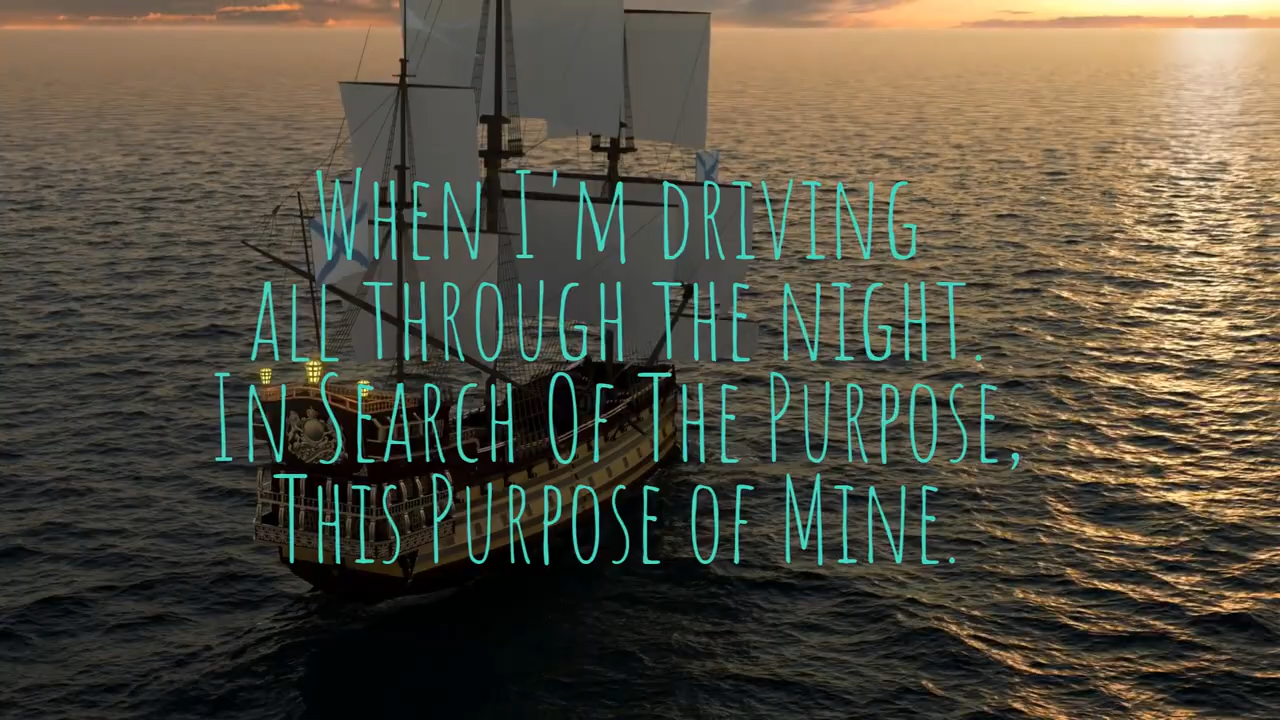 When I'm driving
all through the night.
In Search Of The Purpose,
This Purpose of Mine.